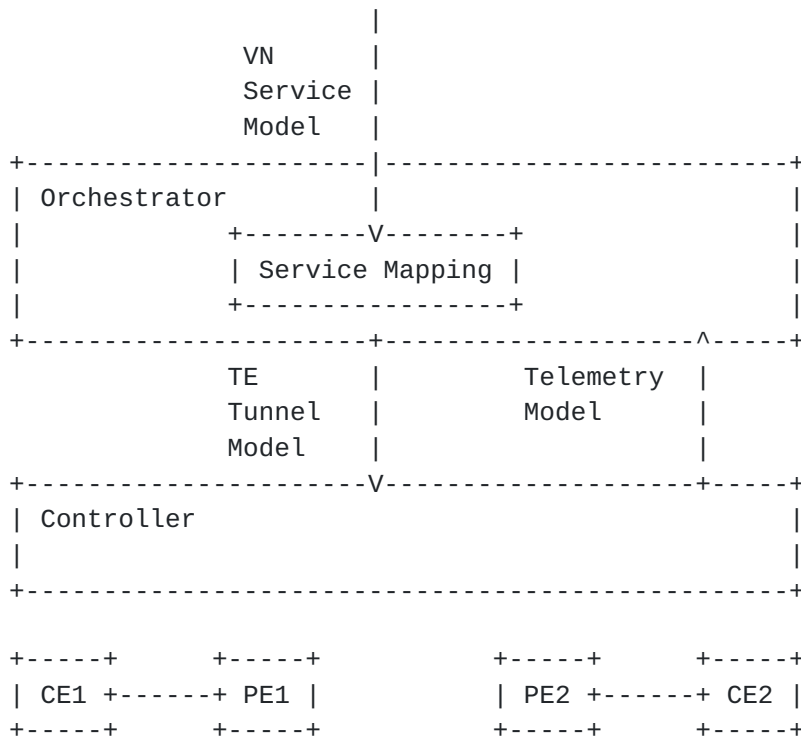 VN
Service
Model
Orchestrator
Service Mapping
TE Telemetry
Tunnel Model
Model
Controller
CE1 PE1 PE2 CE2